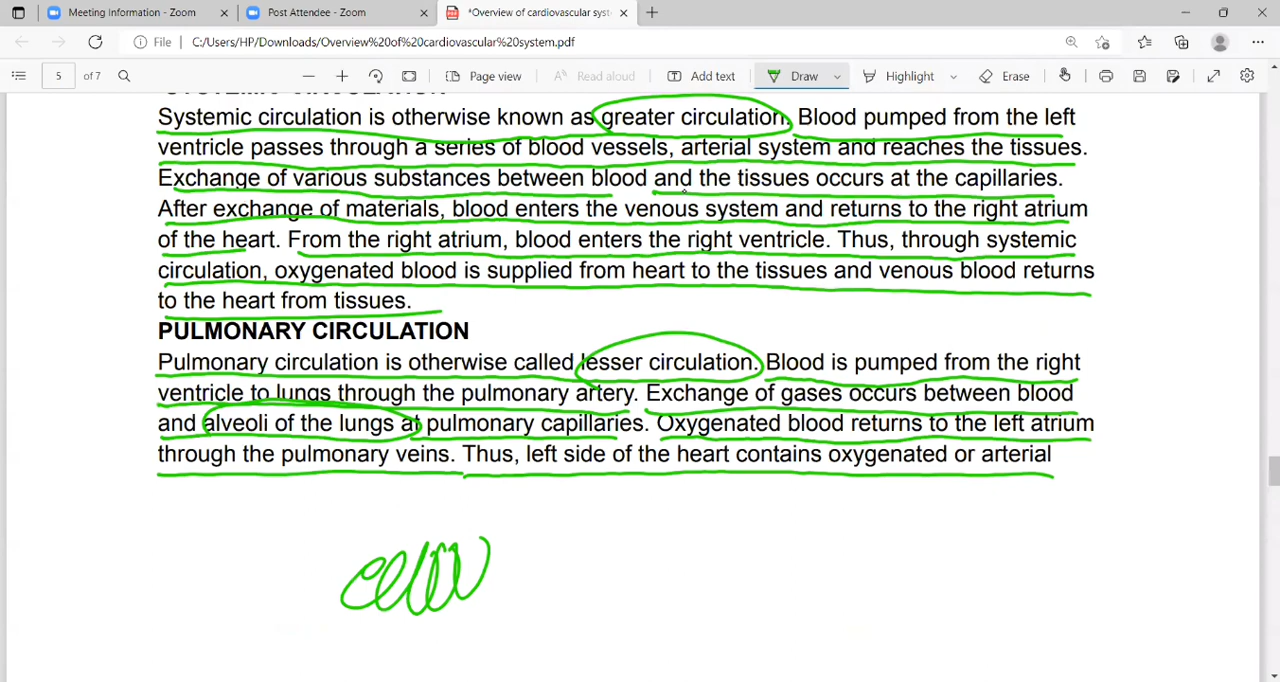 Meeting Information - Zoom
Post Attendee - Zoom
*Overview of cardiovascular syst
File
C:/Users/HP/Downloads/Overview%20of%20cardiovascular%20system.pdf
5 of 7
Page view
Read aloud
Add text
Draw
Highlight
Erase
Systemic circulation is otherwise known as greater circulation. Blood pumped from the left
ventricle passes through a series of blood vessels, arterial system and reaches the tissues.
Exchange of various substances between blood and the tissues occurs at the capillaries.
After exchange of materials, blood enters the venous system and returns to the right atrium
of the heart. From the right atrium, blood enters the right ventricle. Thus, through systemic
circulation, oxygenated blood is supplied from heart to the tissues and venous blood returns
to the heart from tissues.
PULMONARY CIRCULATION
Pulmonary circulation is otherwise called lesser circulation. Blood is pumped from the right
ventricle to lungs through the pulmonary artery. Exchange of gases occurs between blood
and alveoli of the lungs at pulmonary capillaries. Oxygenated blood returns to the left atrium
through the pulmonary veins. Thus, left side of the heart contains oxygenated or arterial